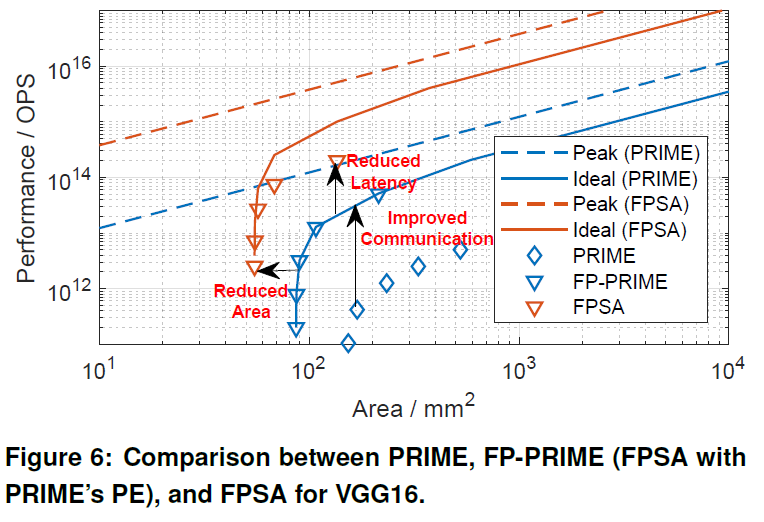 10^16
10^14
10^12
Performance / OPS
10^1
10^2
10^3
10^4
Area / mm^2
Reduced
Latency
Improved
Communication
Reduced
Area
Peak (PRIME)
Ideal (PRIME)
Peak (FPSA)
Ideal (FPSA)
PRIME
FP-PRIME
FPSA
Figure 6: Comparison between PRIME, FP-PRIME (FPSA with
PRIME's PE), and FPSA for VGG16.